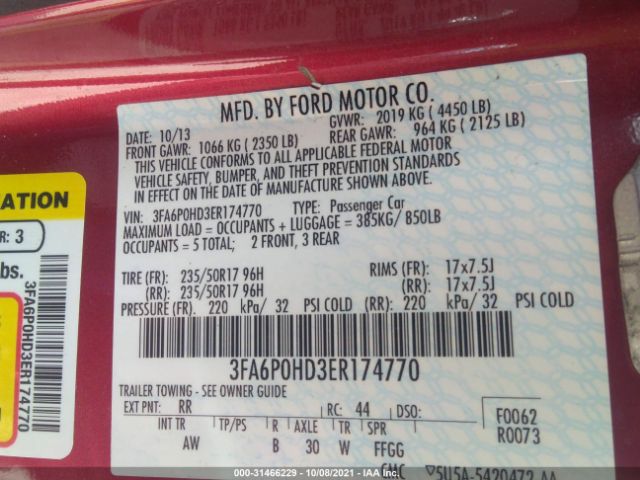 MFD. BY FORD MOTOR CO.
DATE: 10/13 GVWR: 2019 KG ( 4450 LB)
FRONT GAWR: 1066 KG ( 2350 LB) REAR GAWR: 964 KG ( 2125 LB)
THIS VEHICLE CONFORMS TO ALL APPLICABLE FEDERAL MOTOR
VEHICLE SAFETY, BUMPER, AND THEFT PREVENTION STANDARDS
IN EFFECT ON THE DATE OF MANUFACTURE SHOWN ABOVE.
VIN: 3FA6P0HD3ER174770 TYPE: Passenger Car
MAXIMUM LOAD = OCCUPANTS + LUGGAGE = 385KG/ 850LB
OCCUPANTS = 5 TOTAL; 2 FRONT, 3 REAR
TIRE (FR): 235/50R17 96H RIMS (FR): 17x7.5J
(RR): 235/50R17 96H (RR): 17x7.5J
PRESSURE (FR): 220 kPa/ 32 PSI COLD (RR): 220 kPa/ 32 PSI COLD
3FA6P0HD3ER174770
TRAILER TOWING - SEE OWNER GUIDE
EXT PNT: RR RC: 44 DSO: F0062
INT TR TP/PS R AXLE TR SPR R0073
AW B 30 W FFGG
5U5A-5420472 AA
ATION
R: 3
bs.
3FA6P0HD3ER174770
000-31466229 - 10/08/2021 - IAA Inc.